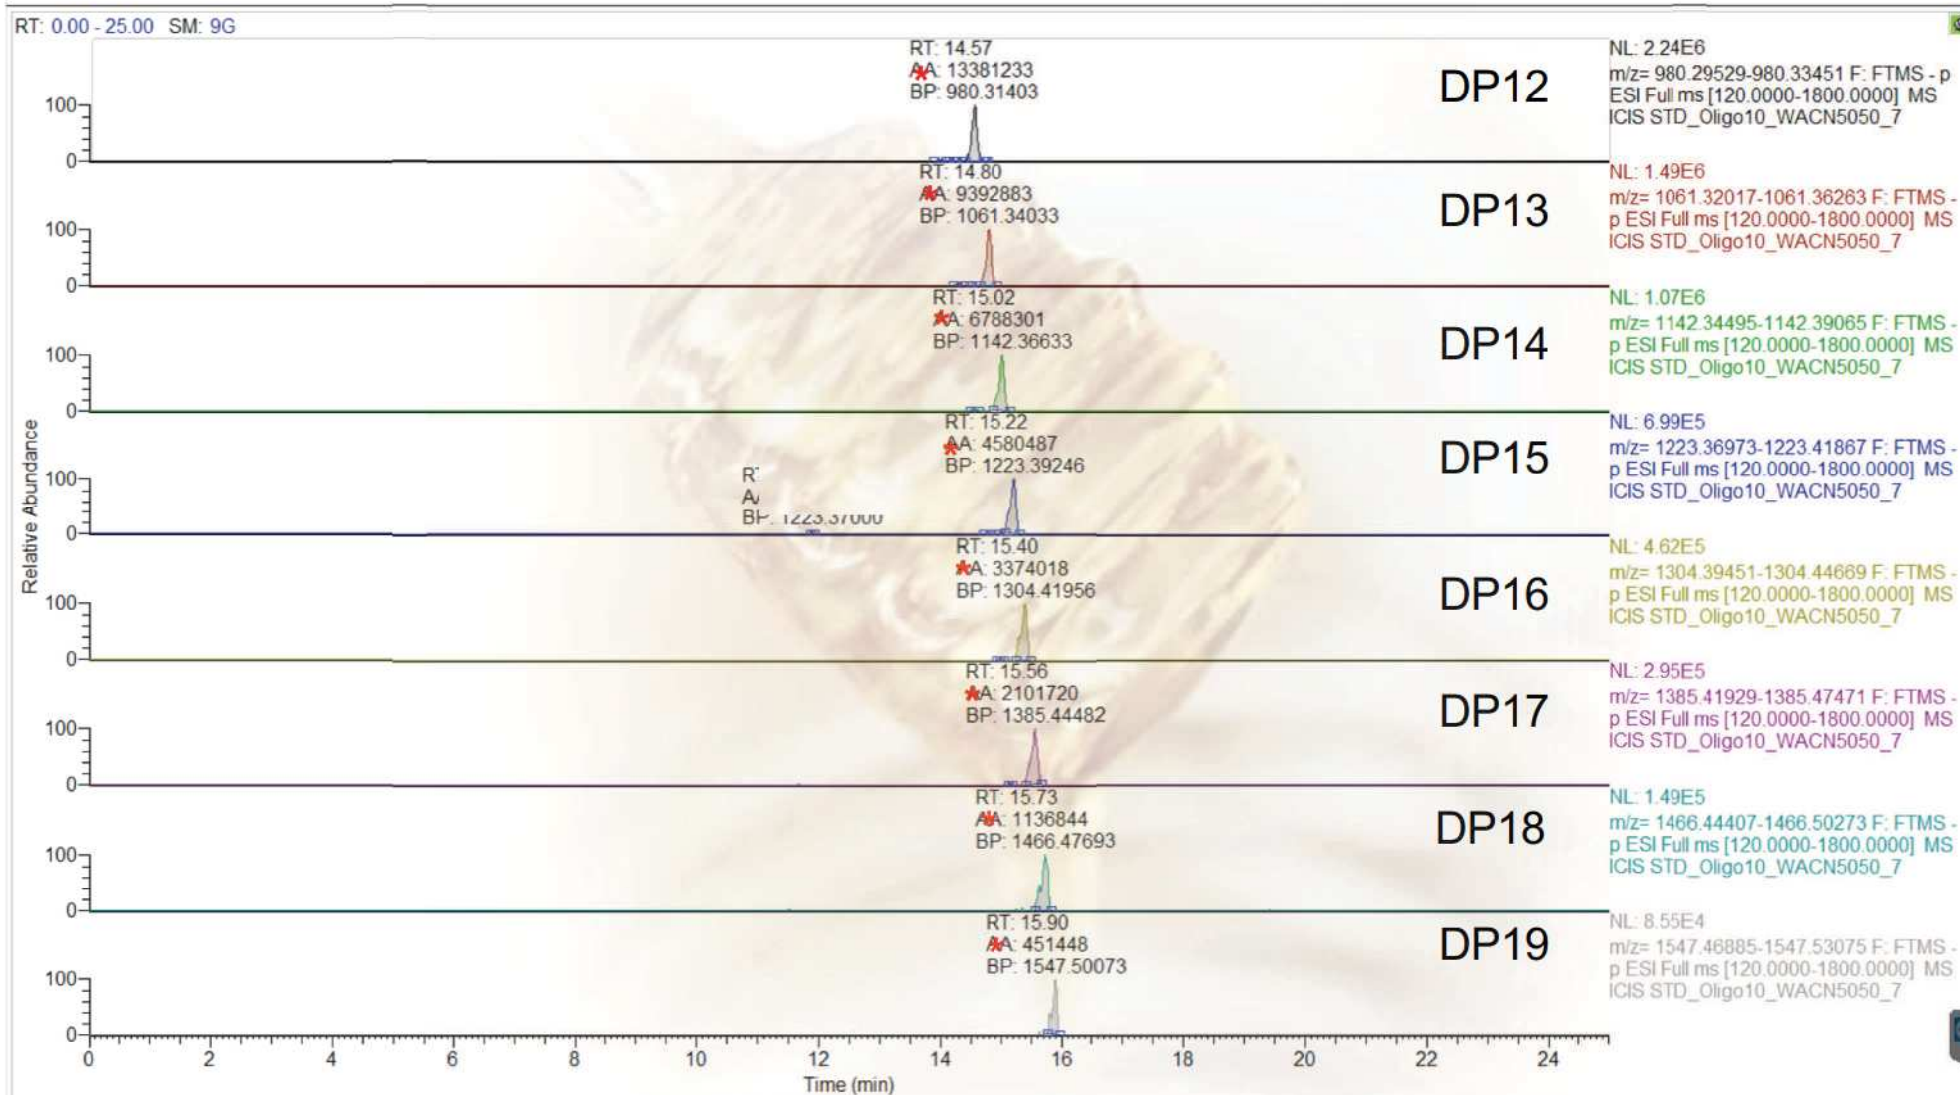 RT: 0.00 - 25.00 SM: 9G
RT: 14.57
AA: 13381233
BP: 980.31403
DP12
NL: 2.24E6
m/z= 980.29529-980.33451 F: FTMS - p
ESI Full ms [120.0000-1800.0000] MS
ICIS STD_Oligo10_WACN5050_7
100
0
RT: 14.80
AA: 9392883
BP: 1061.34033
DP13
NL: 1.49E6
m/z= 1061.32017-1061.36263 F: FTMS -
p ESI Full ms [120.0000-1800.0000] MS
ICIS STD_Oligo10_WACN5050_7
100
0
RT: 15.02
AA: 6788301
BP: 1142.36633
DP14
NL: 1.07E6
m/z= 1142.34495-1142.39065 F: FTMS -
p ESI Full ms [120.0000-1800.0000] MS
ICIS STD_Oligo10_WACN5050_7
100
0
RT: 15.22
AA: 4580487
BP: 1223.39246
DP15
NL: 6.99E5
m/z= 1223.36973-1223.41867 F: FTMS -
p ESI Full ms [120.0000-1800.0000] MS
ICIS STD_Oligo10_WACN5050_7
BP: 1223.37000
100
0
RT: 15.40
AA: 3374018
BP: 1304.41956
DP16
NL: 4.62E5
m/z= 1304.39451-1304.44669 F: FTMS -
p ESI Full ms [120.0000-1800.0000] MS
ICIS STD_Oligo10_WACN5050_7
100
0
RT: 15.56
AA: 2101720
BP: 1385.44482
DP17
NL: 2.95E5
m/z= 1385.41929-1385.47471 F: FTMS -
p ESI Full ms [120.0000-1800.0000] MS
ICIS STD_Oligo10_WACN5050_7
100
0
RT: 15.73
AA: 1136844
BP: 1466.47693
DP18
NL: 1.49E5
m/z= 1466.44407-1466.50273 F: FTMS -
p ESI Full ms [120.0000-1800.0000] MS
ICIS STD_Oligo10_WACN5050_7
100
0
RT: 15.90
AA: 451448
BP: 1547.50073
DP19
NL: 8.55E4
m/z= 1547.46885-1547.53075 F: FTMS -
p ESI Full ms [120.0000-1800.0000] MS
ICIS STD_Oligo10_WACN5050_7
100
0
Relative Abundance
0 2 4 6 8 10 12 14 16 18 20 22 24
Time (min)